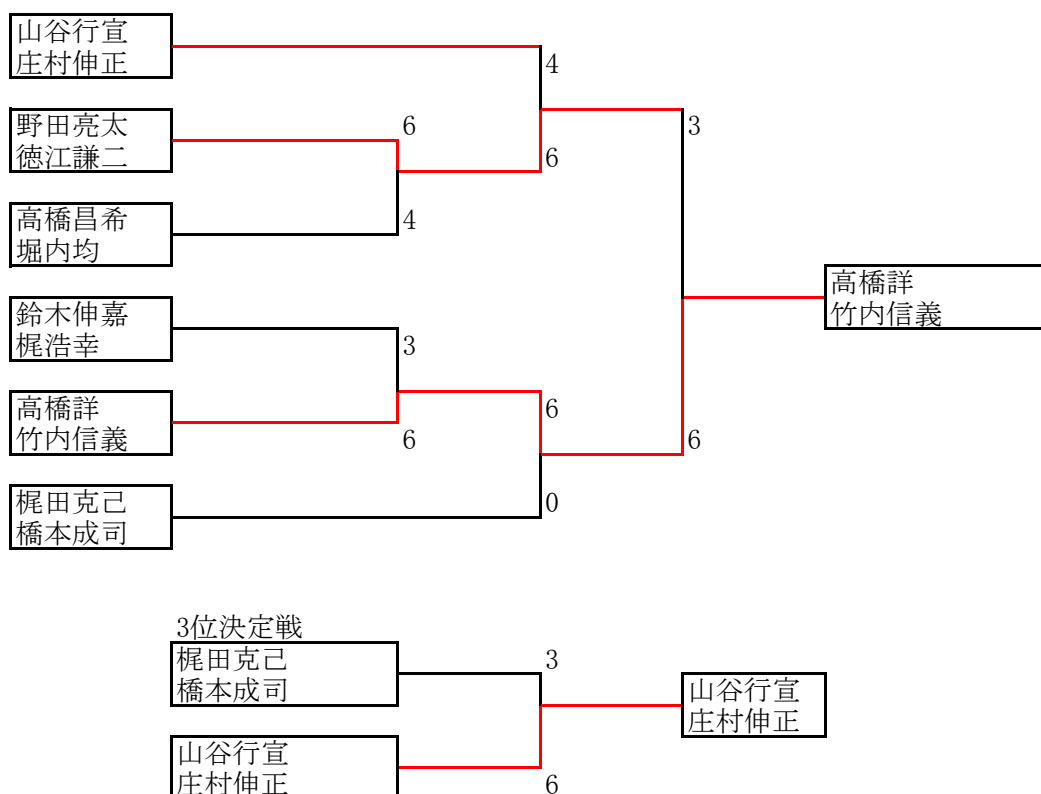 山谷行宣
庄村伸正
4
野田亮太
徳江謙二
6
3
6
高橋昌希
堀内均
4
高橋詳
竹内信義
鈴木伸嘉
梶浩幸
3
高橋詳
竹内信義
6
6
6
梶田克己
橋本成司
0
3位決定戦
梶田克己
橋本成司
3
山谷行宣
庄村伸正
山谷行宣
庄村伸正
6